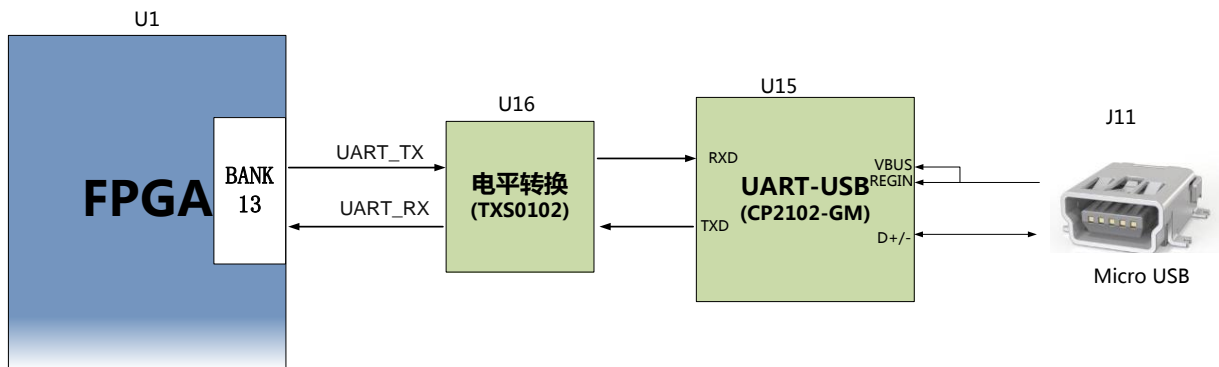 U1
FPGA
BANK
13
UART_TX
UART_RX
U16
电平转换
(TXS0102)
U15
RXD
TXD
UART-USB
(CP2102-GM)
VBUS
REGIN
D+/-
J11
Micro USB